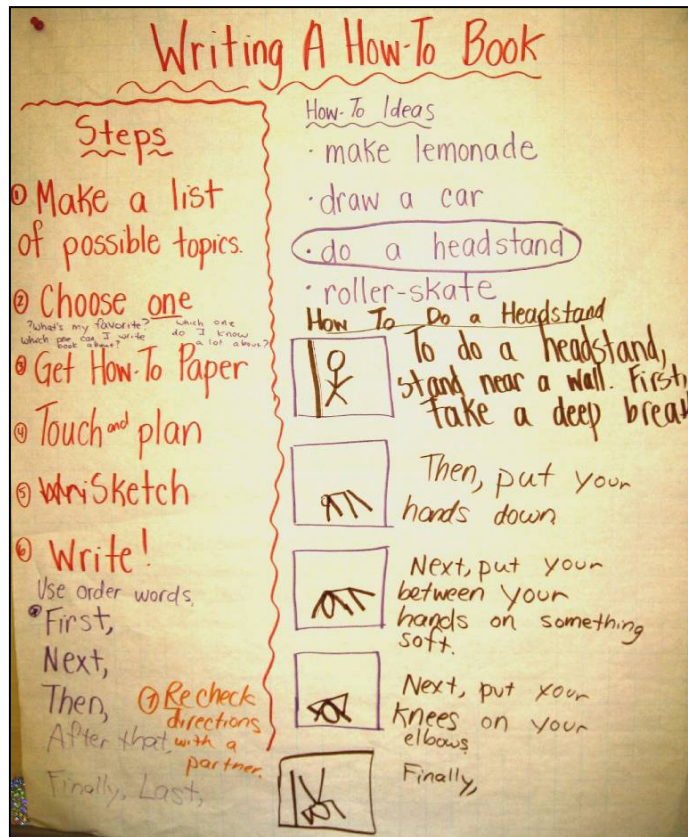 Writing A How-To Book
Steps
① Make a list
of possible topics.
② Choose one
?What's my favorite?
which one can I write
book about?
which one
do I know
a lot about?
③ Get How-To Paper
④ Touch and plan
⑤ Sketch
⑥ Write!
Use order words,
First,
Next,
Then,
After that,
Finally, Last,
⑦ Recheck
directions
with a
partner.
How-To Ideas
· make lemonade
· draw a car
· do a headstand
· roller-skate
How To Do a Headstand
To do a headstand,
stand near a wall. First,
take a deep breat
Then, put your
hands down
Next, put your
between your
hands on something
soft.
Next, put your
knees on your
elbows
Finally,